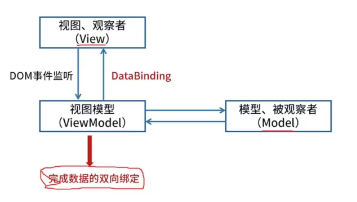 视图、观察者
（View）
DOM事件监听
DataBinding
视图模型
（ViewModel）
模型、被观察者
（Model）
完成数据的双向绑定